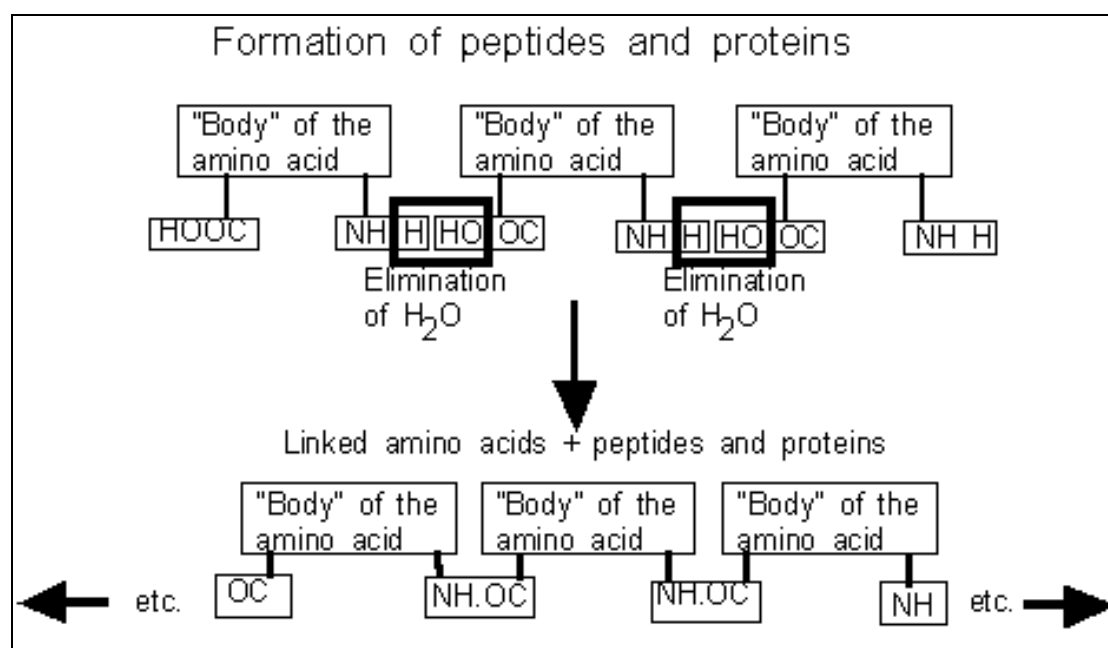 Formation of peptides and proteins
"Body" of the "Body" of the "Body" of the
amino acid amino acid amino acid
HOOC NH H HO OC NH H HO OC NH H
Elimination Elimination
of H2O of H2O
Linked amino acids + peptides and proteins
"Body" of the "Body" of the "Body" of the
amino acid amino acid amino acid
etc. OC NH.OC NH.OC NH etc.